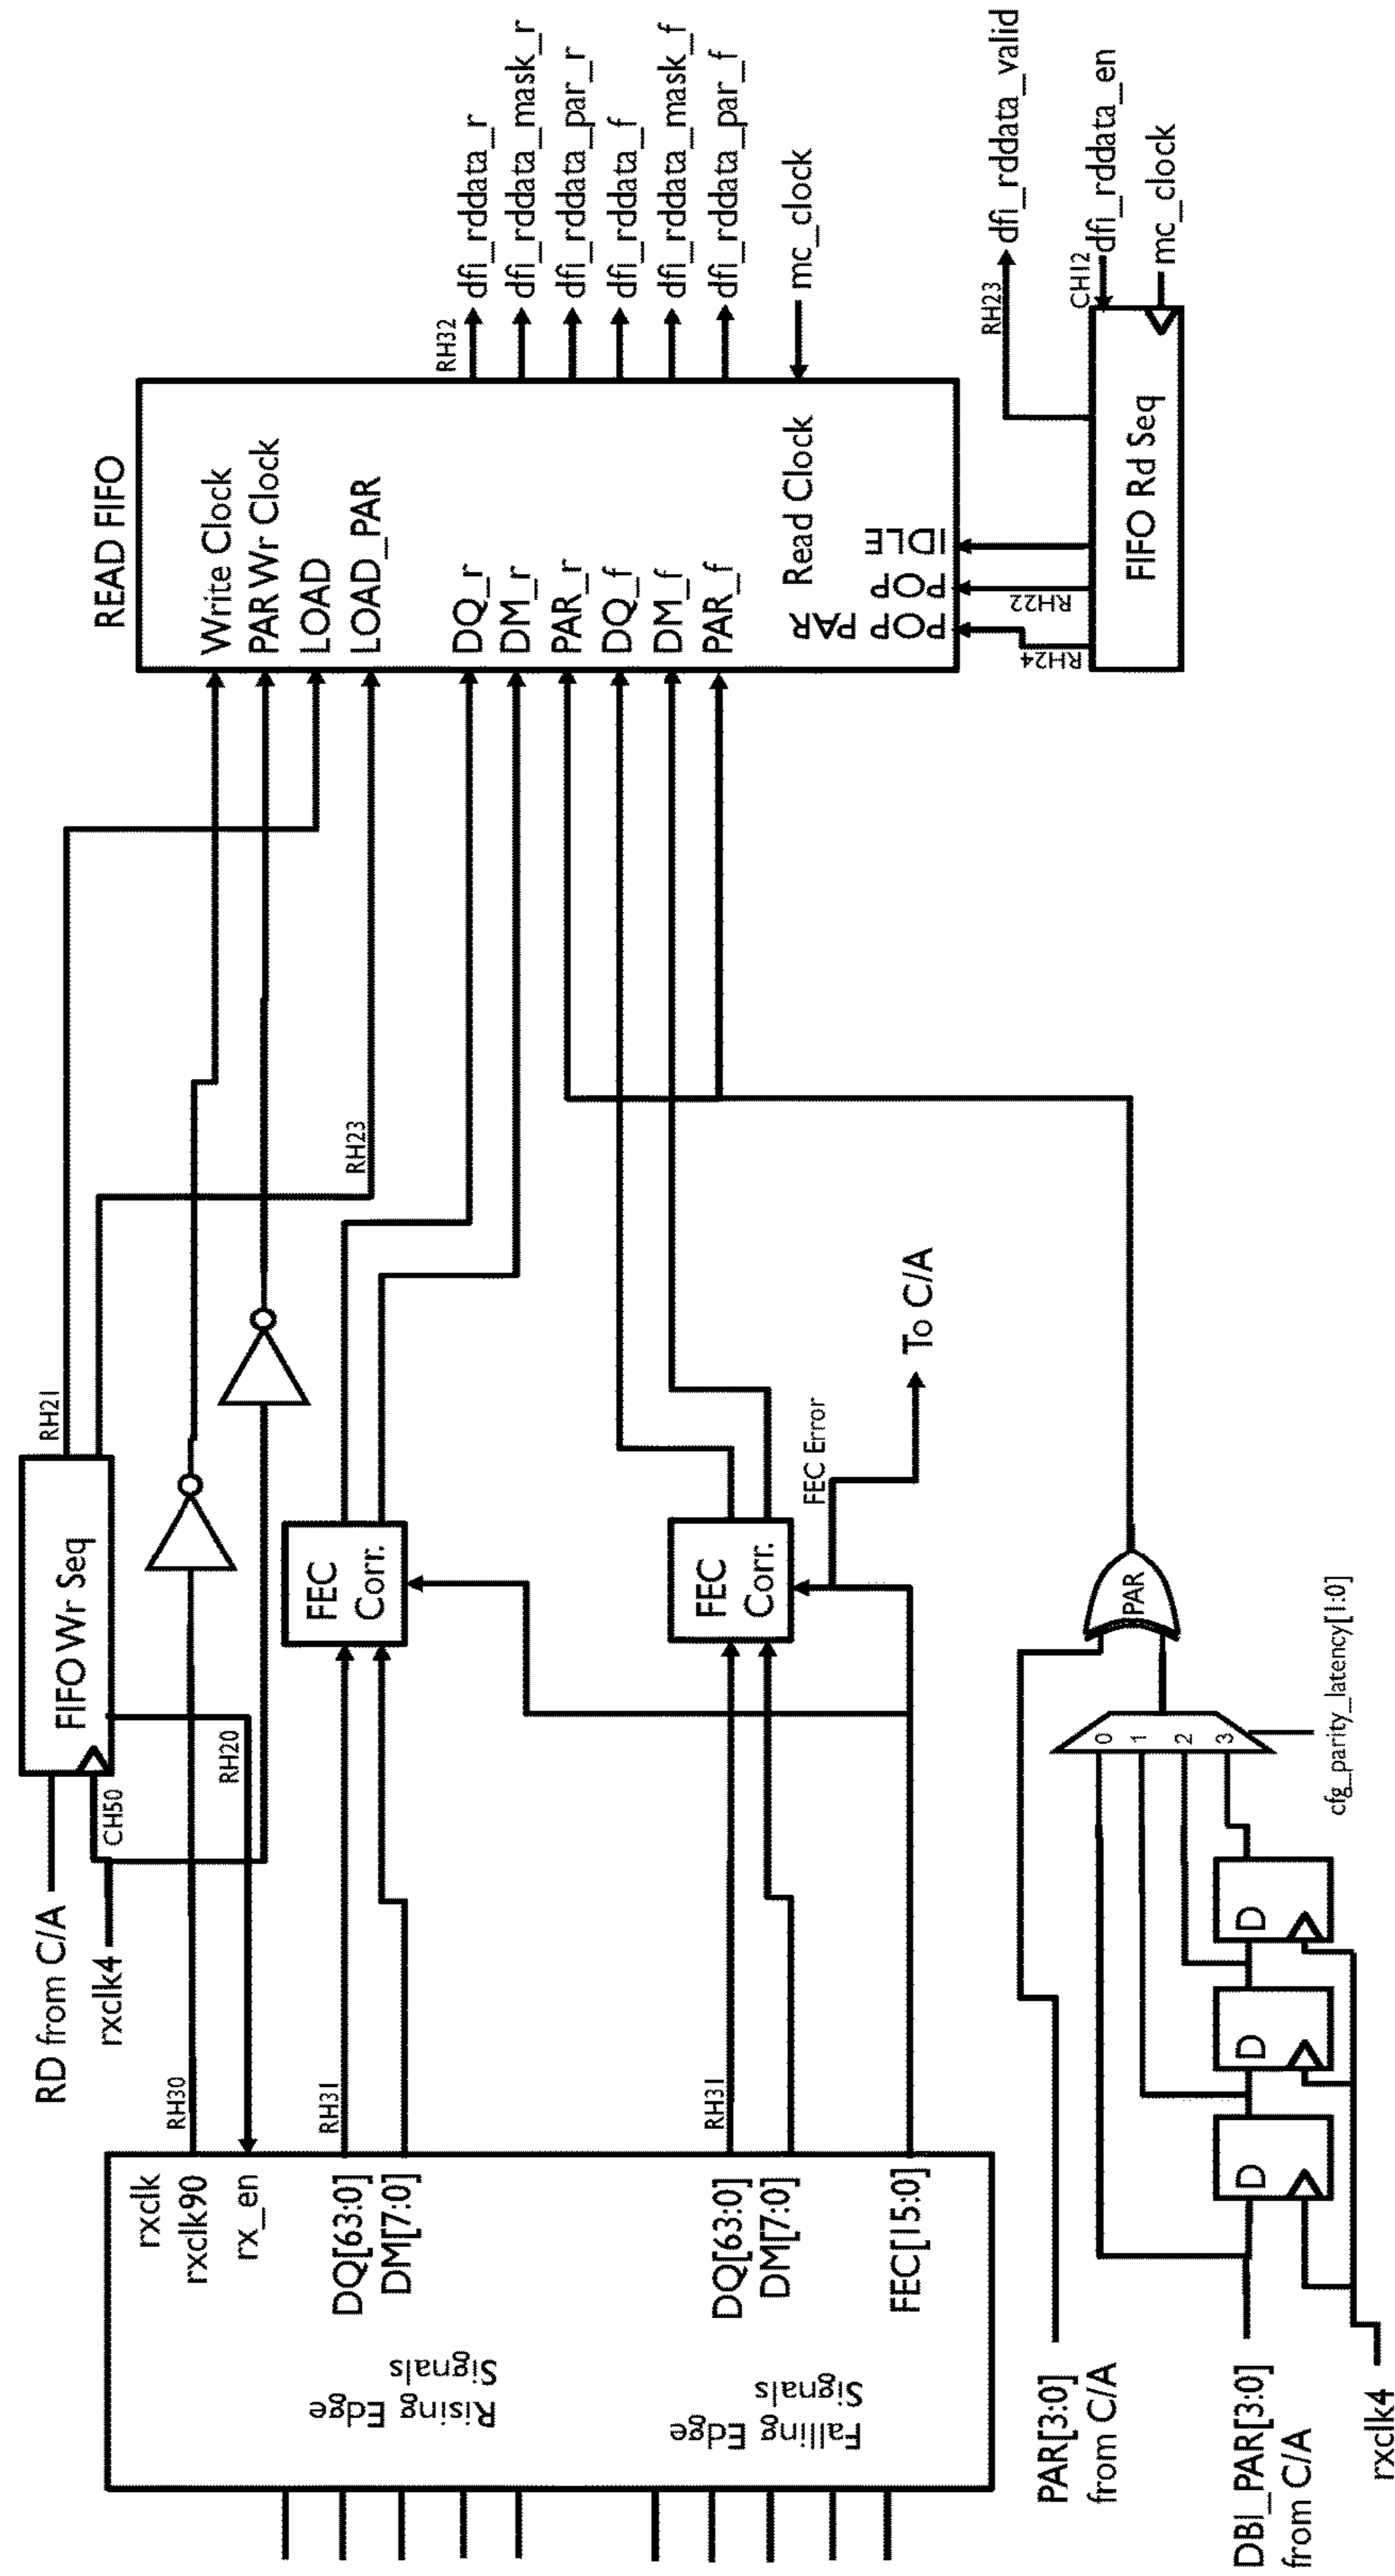 RD from C/A
rxclk4
CH50
FIFO Wr Seq
RH21
RH20
RH30
RH23
rxclk
rxclk90
rx_en
DQ[63:0]
DM[7:0]
Rising Edge
Signals
RH31
FEC
Corr.
DQ[63:0]
DM[7:0]
FEC[15:0]
Falling Edge
Signals
RH31
FEC
Corr.
FEC Error
To C/A
READ FIFO
Write Clock
PAR Wr Clock
LOAD
LOAD_PAR
DQ_r
DM_r
PAR_r
DQ_f
DM_f
PAR_f
Read Clock
POP PAR
POP
IDLE
RH32
dfi_rddata_r
dfi_rddata_mask_r
dfi_rddata_par_r
dfi_rddata_f
dfi_rddata_mask_f
dfi_rddata_par_f
mc_clock
RH24
RH22
FIFO Rd Seq
RH23
dfi_rddata_valid
CH12
dfi_rddata_en
mc_clock
PAR[3:0]
from C/A
DBI_PAR[3:0]
from C/A
rxclk4
D
D
D
0
1
2
3
cfg_parity_latency[1:0]
PAR